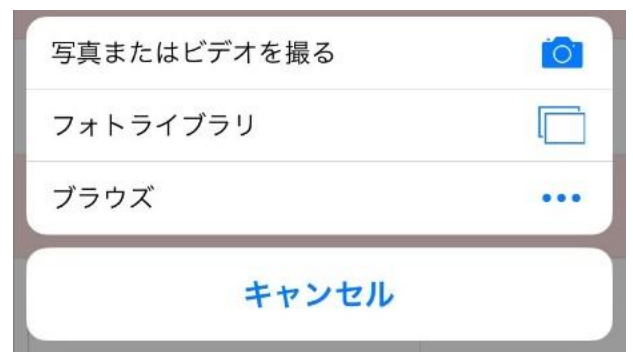 写真またはビデオを撮る
フォトライブラリ
ブラウズ
キャンセル